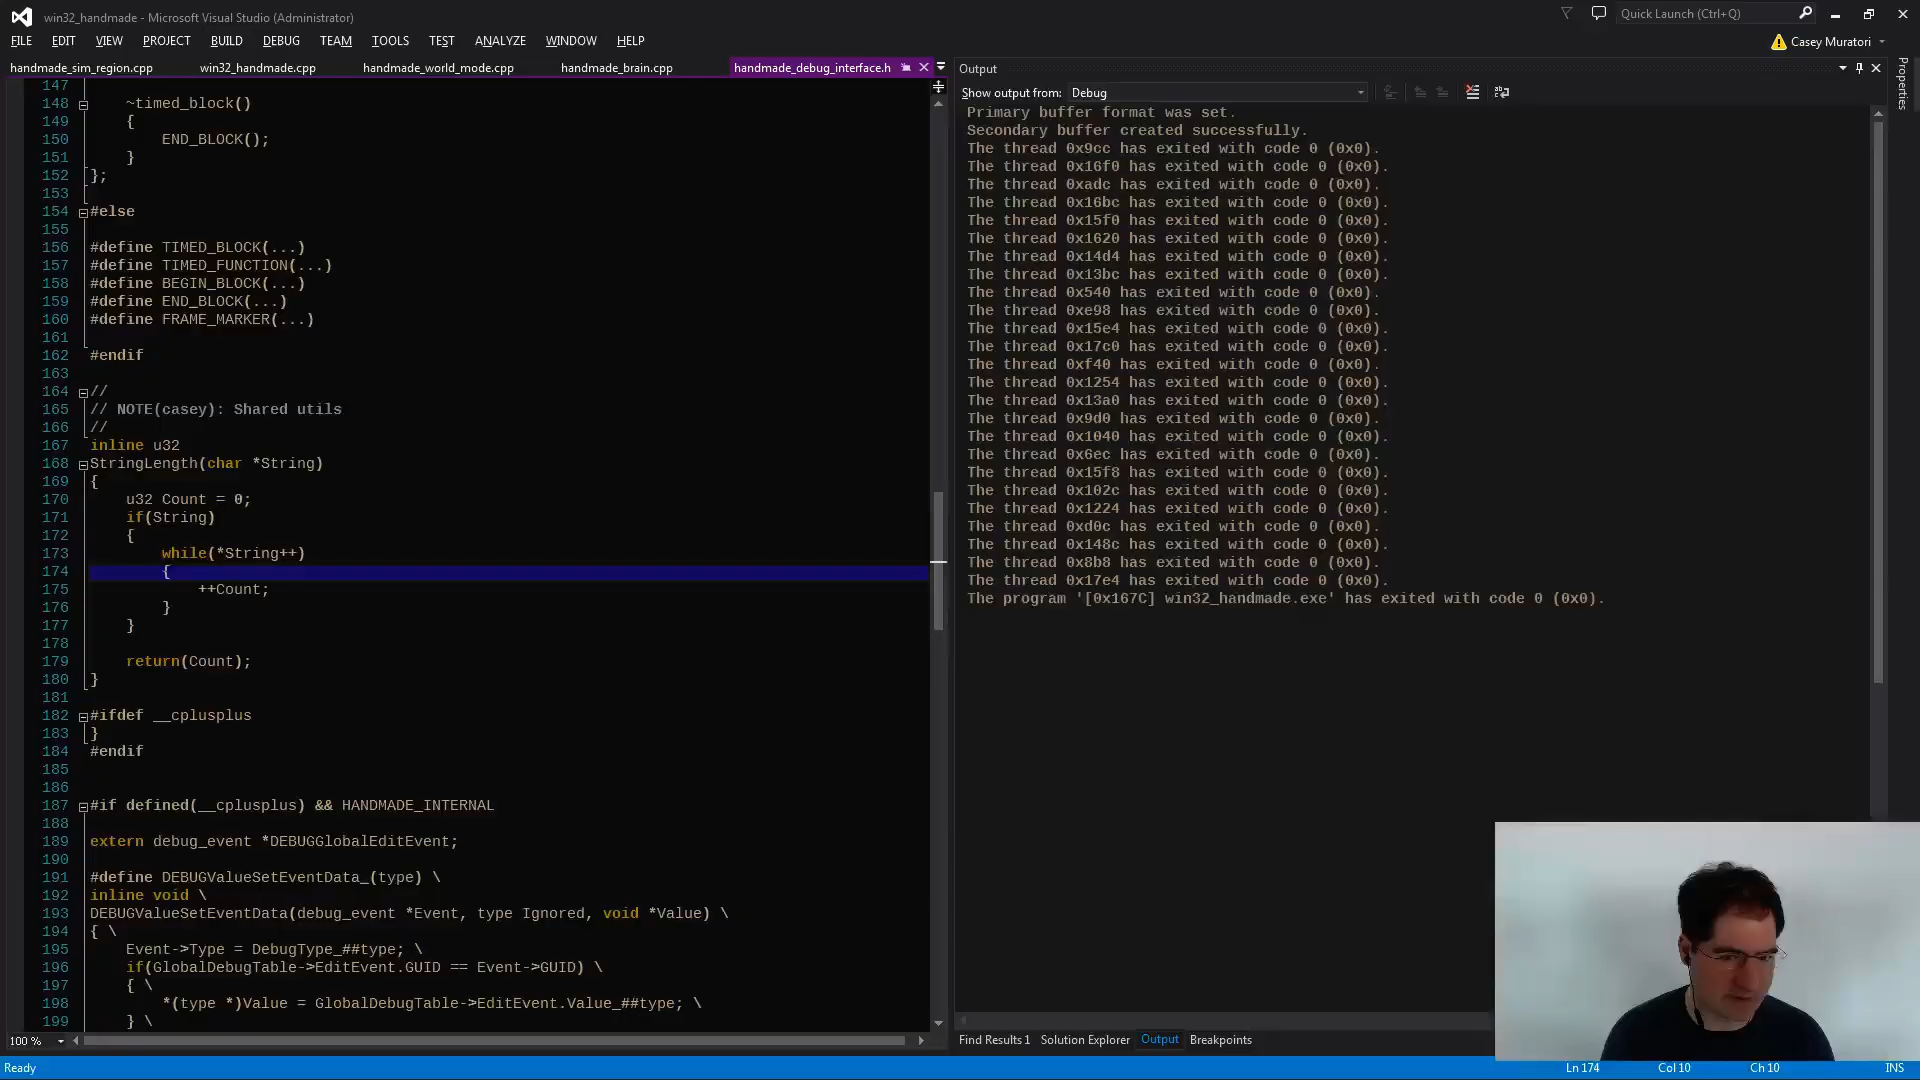 win32_handmade - Microsoft Visual Studio (Administrator)
Quick Launch (Ctrl+Q)
FILE EDIT VIEW PROJECT BUILD DEBUG TEAM TOOLS TEST ANALYZE WINDOW HELP
Casey Muratori
handmade_sim_region.cpp win32_handmade.cpp handmade_world_mode.cpp handmade_brain.cpp handmade_debug_interface.h
147
148 ~timed_block()
149 {
150 END_BLOCK();
151 }
152 };
153
154 #else
155
156 #define TIMED_BLOCK(...)
157 #define TIMED_FUNCTION(...)
158 #define BEGIN_BLOCK(...)
159 #define END_BLOCK(...)
160 #define FRAME_MARKER(...)
161
162 #endif
163
164 //
165 // NOTE(casey): Shared utils
166 //
167 inline u32
168 StringLength(char *String)
169 {
170 u32 Count = 0;
171 if(String)
172 {
173 while(*String++)
174 {
175 ++Count;
176 }
177 }
178
179 return(Count);
180 }
181
182 #ifdef __cplusplus
183 }
184 #endif
185
186
187 #if defined(__cplusplus) && HANDMADE_INTERNAL
188
189 extern debug_event *DEBUGGlobalEditEvent;
190
191 #define DEBUGValueSetEventData_(type) \
192 inline void \
193 DEBUGValueSetEventData(debug_event *Event, type Ignored, void *Value) \
194 { \
195 Event->Type = DebugType_##type; \
196 if(GlobalDebugTable->EditEvent.GUID == Event->GUID) \
197 { \
198 *(type *)Value = GlobalDebugTable->EditEvent.Value_##type; \
199 } \
100 %
Output
Show output from: Debug
Primary buffer format was set.
Secondary buffer created successfully.
The thread 0x9cc has exited with code 0 (0x0).
The thread 0x16f0 has exited with code 0 (0x0).
The thread 0xadc has exited with code 0 (0x0).
The thread 0x16bc has exited with code 0 (0x0).
The thread 0x15f0 has exited with code 0 (0x0).
The thread 0x1620 has exited with code 0 (0x0).
The thread 0x14d4 has exited with code 0 (0x0).
The thread 0x13bc has exited with code 0 (0x0).
The thread 0x540 has exited with code 0 (0x0).
The thread 0xe98 has exited with code 0 (0x0).
The thread 0x15e4 has exited with code 0 (0x0).
The thread 0x17c0 has exited with code 0 (0x0).
The thread 0xf40 has exited with code 0 (0x0).
The thread 0x1254 has exited with code 0 (0x0).
The thread 0x13a0 has exited with code 0 (0x0).
The thread 0x9d0 has exited with code 0 (0x0).
The thread 0x1040 has exited with code 0 (0x0).
The thread 0x6ec has exited with code 0 (0x0).
The thread 0x15f8 has exited with code 0 (0x0).
The thread 0x102c has exited with code 0 (0x0).
The thread 0x1224 has exited with code 0 (0x0).
The thread 0xd0c has exited with code 0 (0x0).
The thread 0x148c has exited with code 0 (0x0).
The thread 0x8b8 has exited with code 0 (0x0).
The thread 0x17e4 has exited with code 0 (0x0).
The program '[0x167C] win32_handmade.exe' has exited with code 0 (0x0).
Find Results 1 Solution Explorer Output Breakpoints
Properties
Ready
Ln 174 Col 10 Ch 10 INS